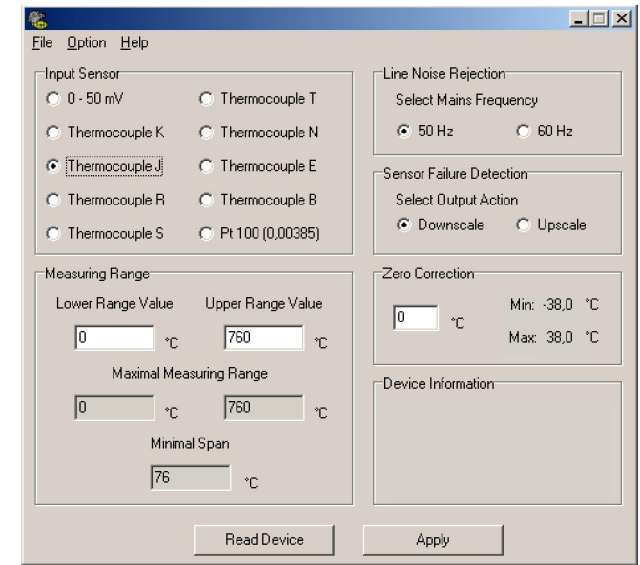 File Option Help
Input Sensor
0 - 50 mV
Thermocouple T
Thermocouple K
Thermocouple N
Thermocouple J
Thermocouple E
Thermocouple R
Thermocouple B
Thermocouple S
Pt 100 (0,00385)
Line Noise Rejection
Select Mains Frequency
50 Hz 60 Hz
Sensor Failure Detection
Select Output Action
Downscale Upscale
Measuring Range
Lower Range Value Upper Range Value
0 °C 760 °C
Maximal Measuring Range
0 °C 760 °C
Minimal Span
76 °C
Zero Correction
0 °C
Min: -38,0 °C
Max: 38,0 °C
Device Information
Read Device Apply